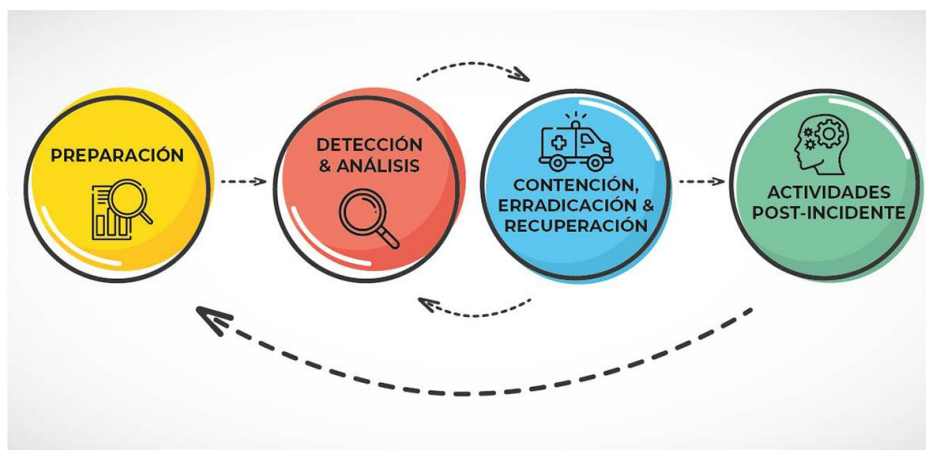 PREPARACIÓN
DETECCIÓN
& ANÁLISIS
CONTENCIÓN,
ERRADICACIÓN &
RECUPERACIÓN
ACTIVIDADES
POST-INCIDENTE